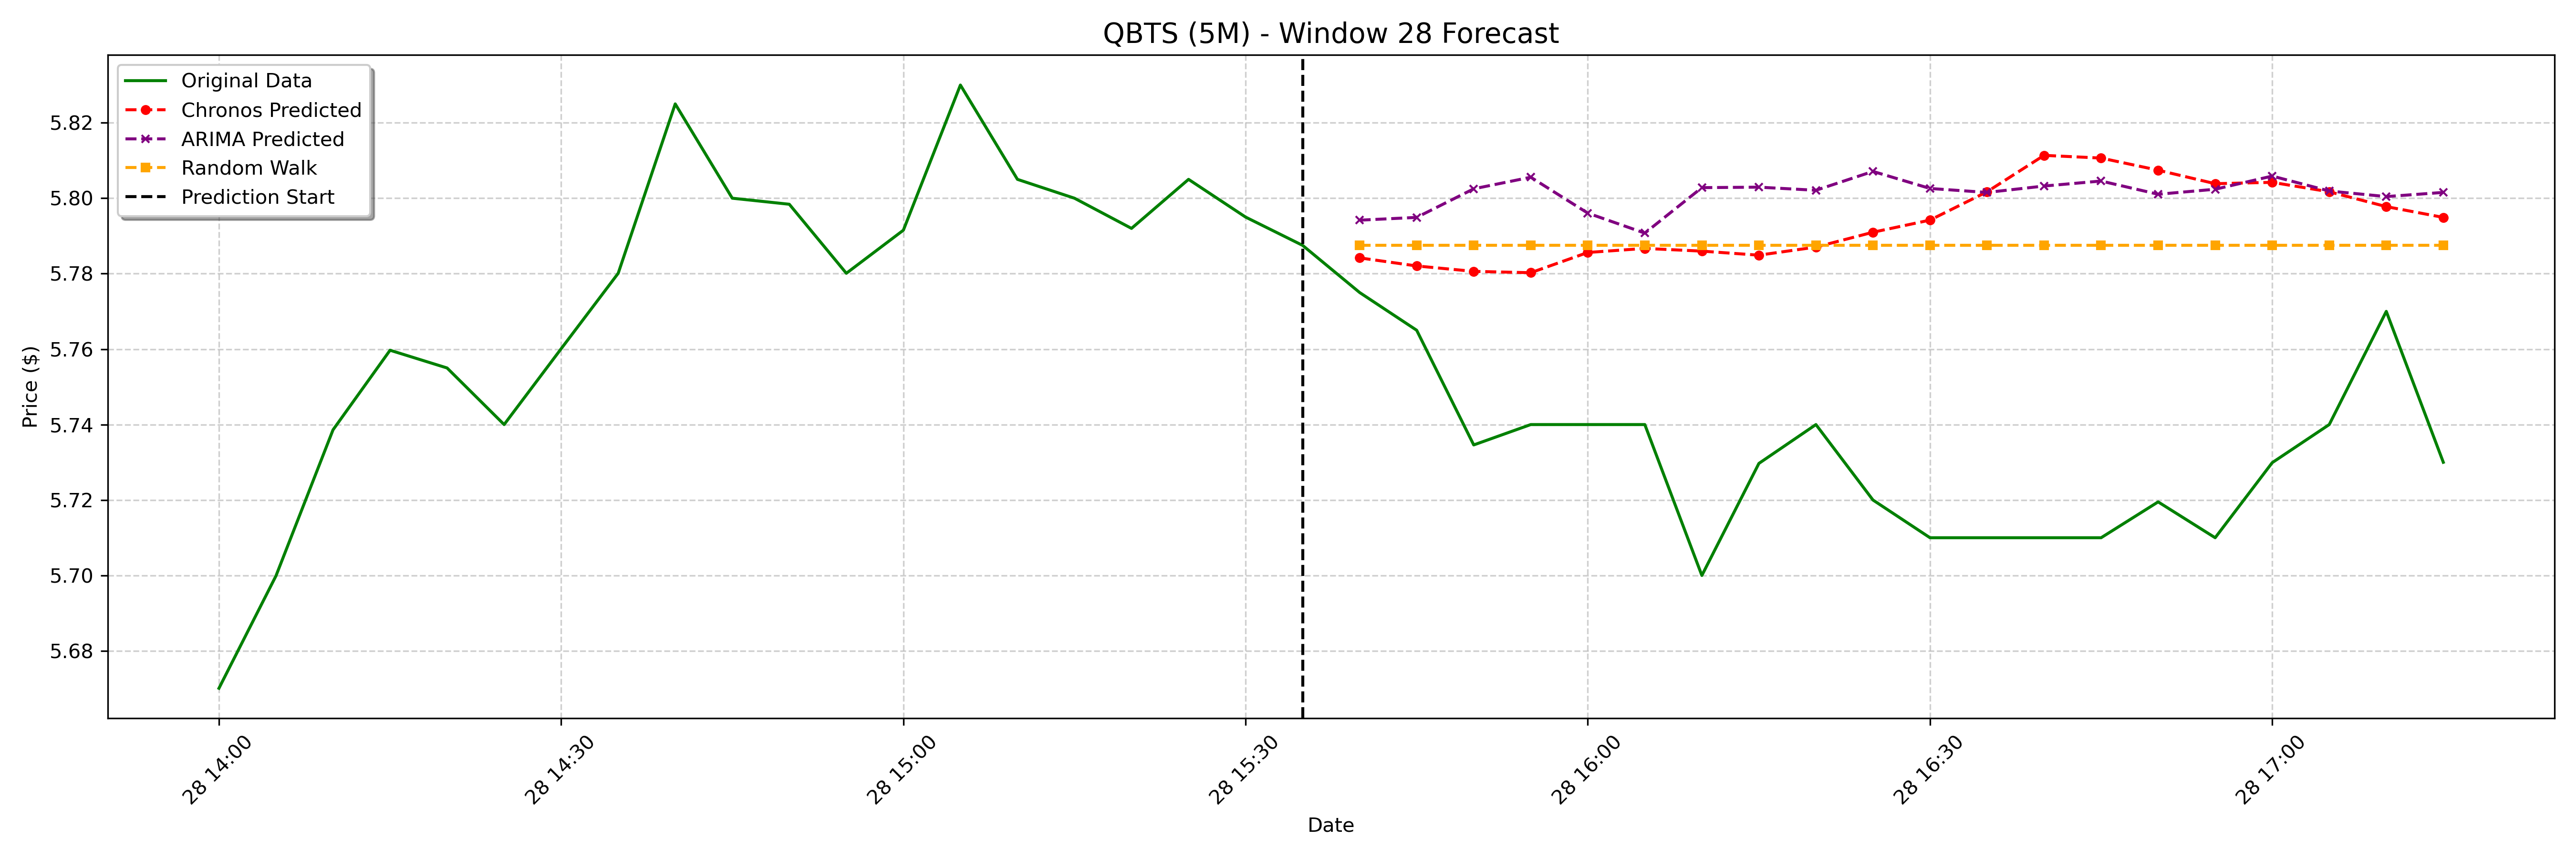 QBTS (5M) - Window 28 Forecast
Original Data
Chronos Predicted
ARIMA Predicted
Random Walk
Prediction Start
Price ($)
5.82
5.80
5.78
5.76
5.74
5.72
5.70
5.68
28 14:00
28 14:30
28 15:00
28 15:30
28 16:00
28 16:30
28 17:00
Date